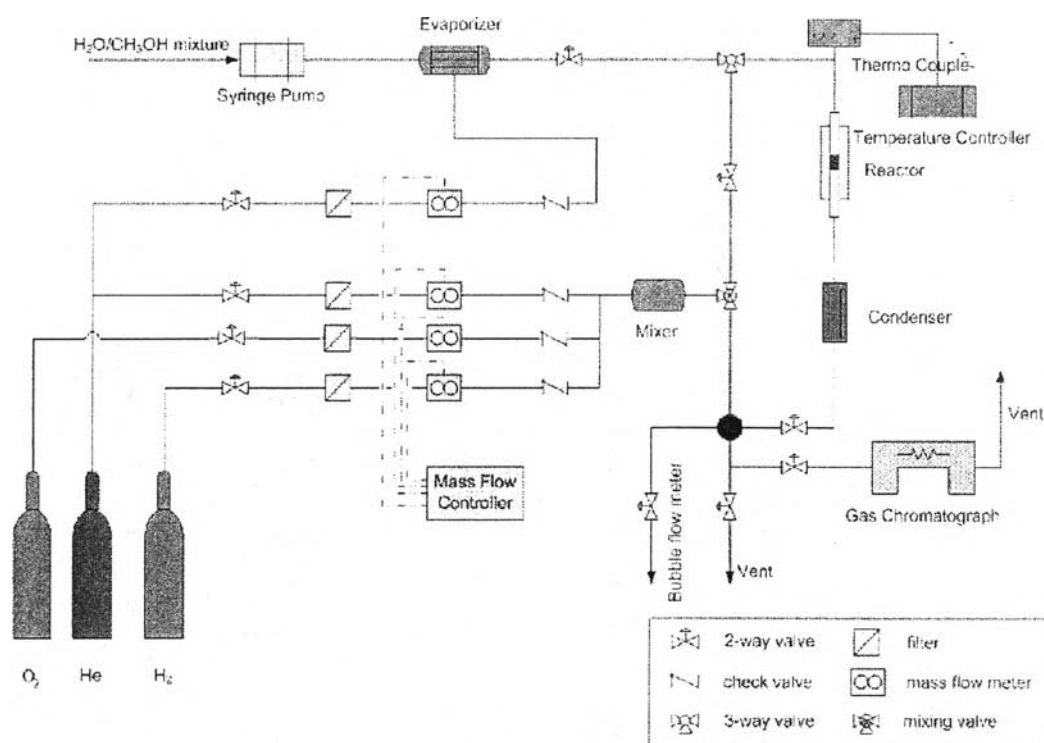 Evaporizer
H₂O/CH₃OH mixture
Syringe Pump
Thermo Couple
Temperature Controller
Reactor
Mixer
Condenser
Vent
Mass Flow
Controller
Gas Chromatograph
Bubble flow meter
Vent
O₂
He
H₂
2-way valve
filter
check valve
mass flow meter
3-way valve
mixing valve